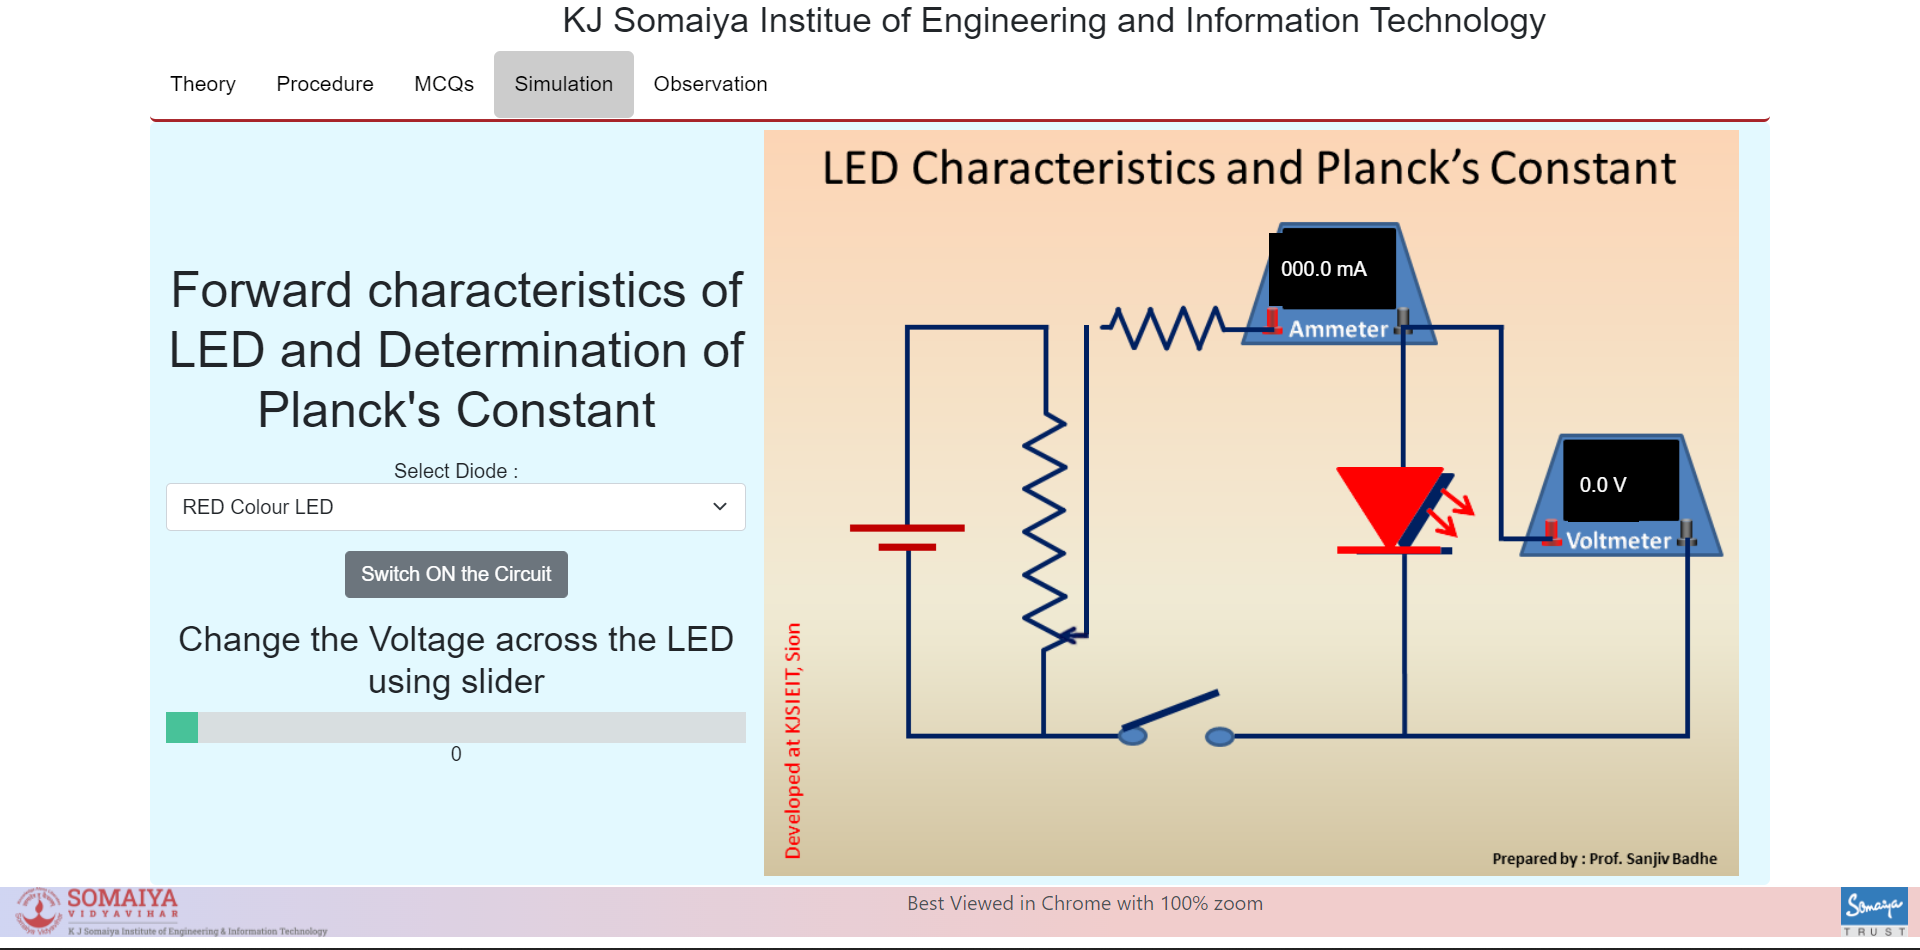 KJ Somaiya Institue of Engineering and Information Technology
Theory Procedure MCQs Simulation Observation
Forward characteristics of
LED and Determination of
Planck's Constant
Select Diode :
RED Colour LED
Switch ON the Circuit
Change the Voltage across the LED
using slider
0
LED Characteristics and Planck's Constant
000.0 mA
Ammeter
0.0 V
Voltmeter
Developed at KJSIEIT, Sion
Prepared by : Prof. Sanjiv Badhe
SOMAIYA
VIDYAVIHAR
K J Somaiya Institute of Engineering & Information Technology
Best Viewed in Chrome with 100% zoom
Somaiya
TRUST